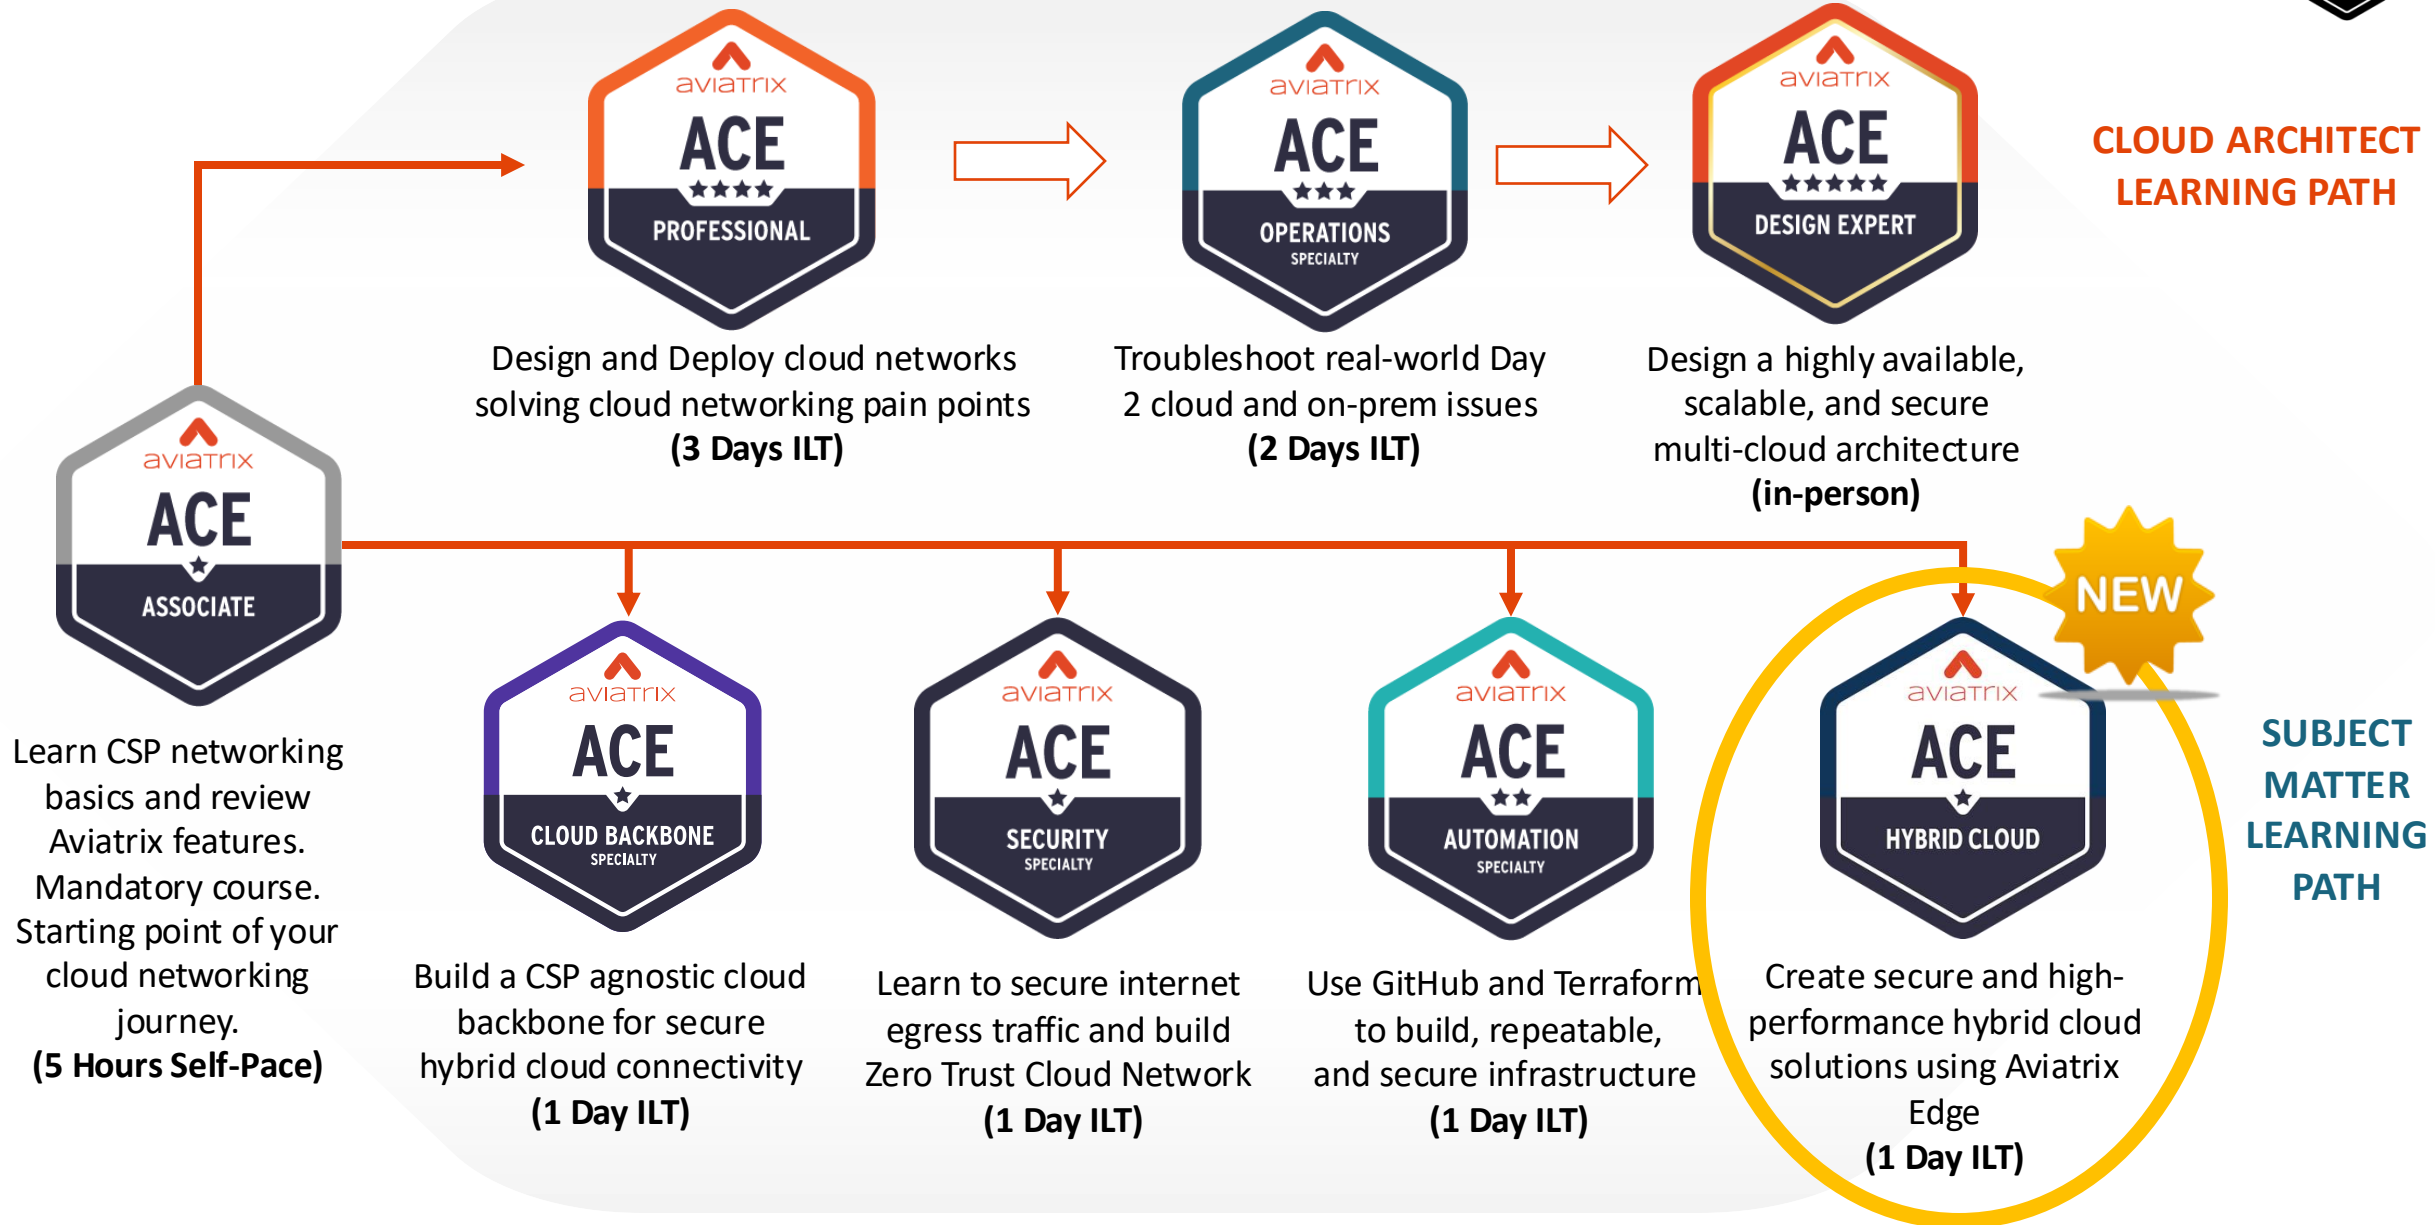 aviatrix
ACE
PROFESSIONAL
Design and Deploy cloud networks
solving cloud networking pain points
(3 Days ILT)
aviatrix
ACE
OPERATIONS
SPECIALTY
Troubleshoot real-world Day
2 cloud and on-prem issues
(2 Days ILT)
aviatrix
ACE
DESIGN EXPERT
Design a highly available,
scalable, and secure
multi-cloud architecture
(in-person)
CLOUD ARCHITECT
LEARNING PATH
aviatrix
ACE
ASSOCIATE
Learn CSP networking
basics and review
Aviatrix features.
Mandatory course.
Starting point of your
cloud networking
journey.
(5 Hours Self-Pace)
aviatrix
ACE
CLOUD BACKBONE
SPECIALTY
Build a CSP agnostic cloud
backbone for secure
hybrid cloud connectivity
(1 Day ILT)
aviatrix
ACE
SECURITY
SPECIALTY
Learn to secure internet
egress traffic and build
Zero Trust Cloud Network
(1 Day ILT)
aviatrix
ACE
AUTOMATION
SPECIALTY
Use GitHub and Terraform
to build, repeatable,
and secure infrastructure
(1 Day ILT)
NEW
aviatrix
ACE
HYBRID CLOUD
Create secure and high-
performance hybrid cloud
solutions using Aviatrix
Edge
(1 Day ILT)
SUBJECT
MATTER
LEARNING
PATH